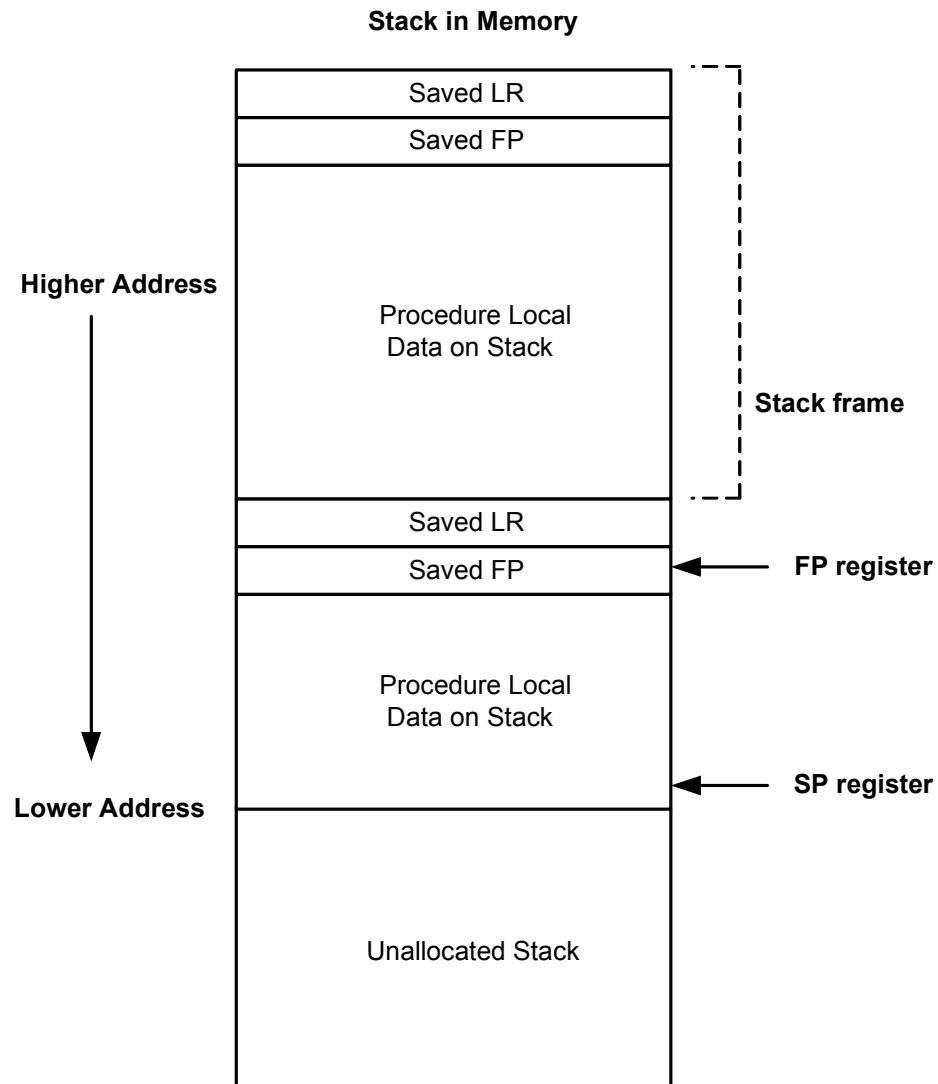 Stack in Memory
Saved LR
Saved FP
Higher Address
Procedure Local
Data on Stack
Stack frame
Saved LR
Saved FP
FP register
Procedure Local
Data on Stack
SP register
Lower Address
Unallocated Stack